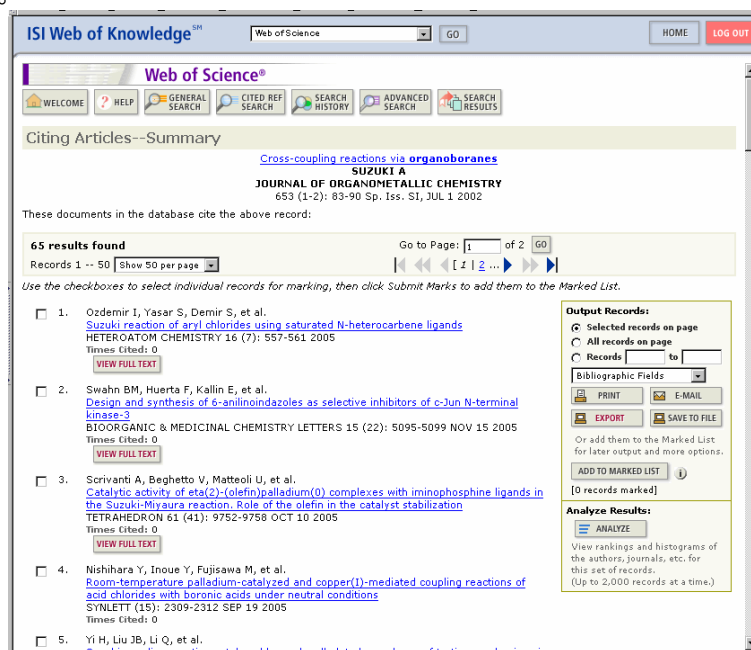 ISI Web of Knowledge℠
Web of Science
GO
HOME
LOG OUT
Web of Science®
WELCOME
? HELP
GENERAL SEARCH
CITED REF SEARCH
SEARCH HISTORY
ADVANCED SEARCH
SEARCH RESULTS
Citing Articles--Summary
Cross-coupling reactions via organoboranes
SUZUKI A
JOURNAL OF ORGANOMETALLIC CHEMISTRY
653 (1-2): 83-90 Sp. Iss. SI, JUL 1 2002
These documents in the database cite the above record:
65 results found
Go to Page: 1 of 2 GO
Records 1 -- 50 Show 50 per page
[ 1 | 2 ...
Use the checkboxes to select individual records for marking, then click Submit Marks to add them to the Marked List.
1. Ozdemir I, Yasar S, Demir S, et al.
Suzuki reaction of aryl chlorides using saturated N-heterocarbene ligands
HETEROATOM CHEMISTRY 16 (7): 557-561 2005
Times Cited: 0
VIEW FULL TEXT
2. Swahn BM, Huerta F, Kallin E, et al.
Design and synthesis of 6-anilinoindazoles as selective inhibitors of c-Jun N-terminal
kinase-3
BIOORGANIC & MEDICINAL CHEMISTRY LETTERS 15 (22): 5095-5099 NOV 15 2005
Times Cited: 0
VIEW FULL TEXT
3. Scrivanti A, Beghetto V, Matteoli U, et al.
Catalytic activity of eta(2)-(olefin)palladium(0) complexes with iminophosphine ligands in
the Suzuki-Miyaura reaction. Role of the olefin in the catalyst stabilization
TETRAHEDRON 61 (41): 9752-9758 OCT 10 2005
Times Cited: 0
VIEW FULL TEXT
4. Nishihara Y, Inoue Y, Fujisawa M, et al.
Room-temperature palladium-catalyzed and copper(I)-mediated coupling reactions of
acid chlorides with boronic acids under neutral conditions
SYNLETT (15): 2309-2312 SEP 19 2005
Times Cited: 0
5. Yi H, Liu JB, Li Q, et al.
Output Records:
Selected records on page
All records on page
Records to
Bibliographic Fields
PRINT
E-MAIL
EXPORT
SAVE TO FILE
Or add them to the Marked List
for later output and more options.
ADD TO MARKED LIST
i
[0 records marked]
Analyze Results:
ANALYZE
View rankings and histograms of
the authors, journals, etc. for
this set of records.
(Up to 2,000 records at a time.)